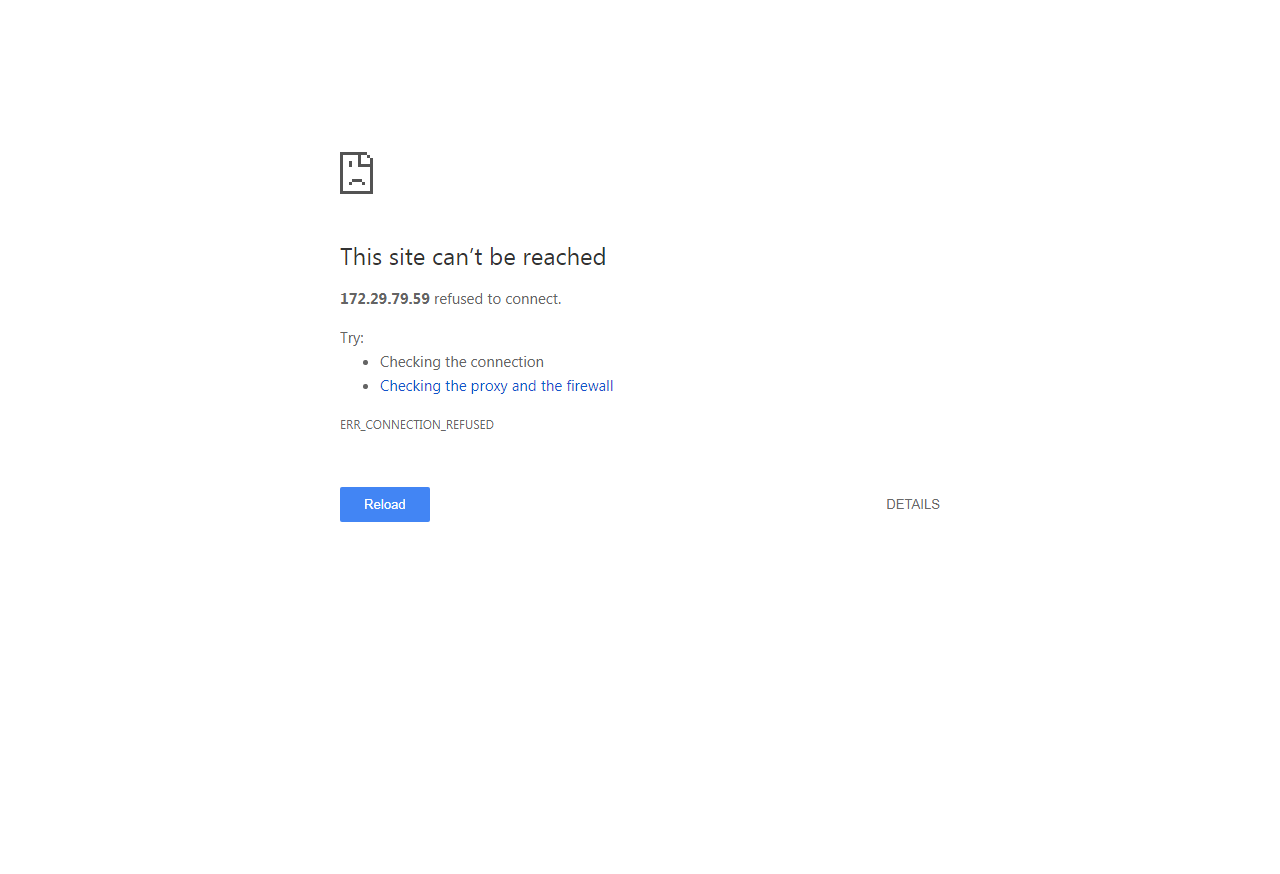 This site can’t be reached
172.29.79.59 refused to connect.
Try:
Checking the connection
Checking the proxy and the firewall
ERR_CONNECTION_REFUSED
Reload
DETAILS